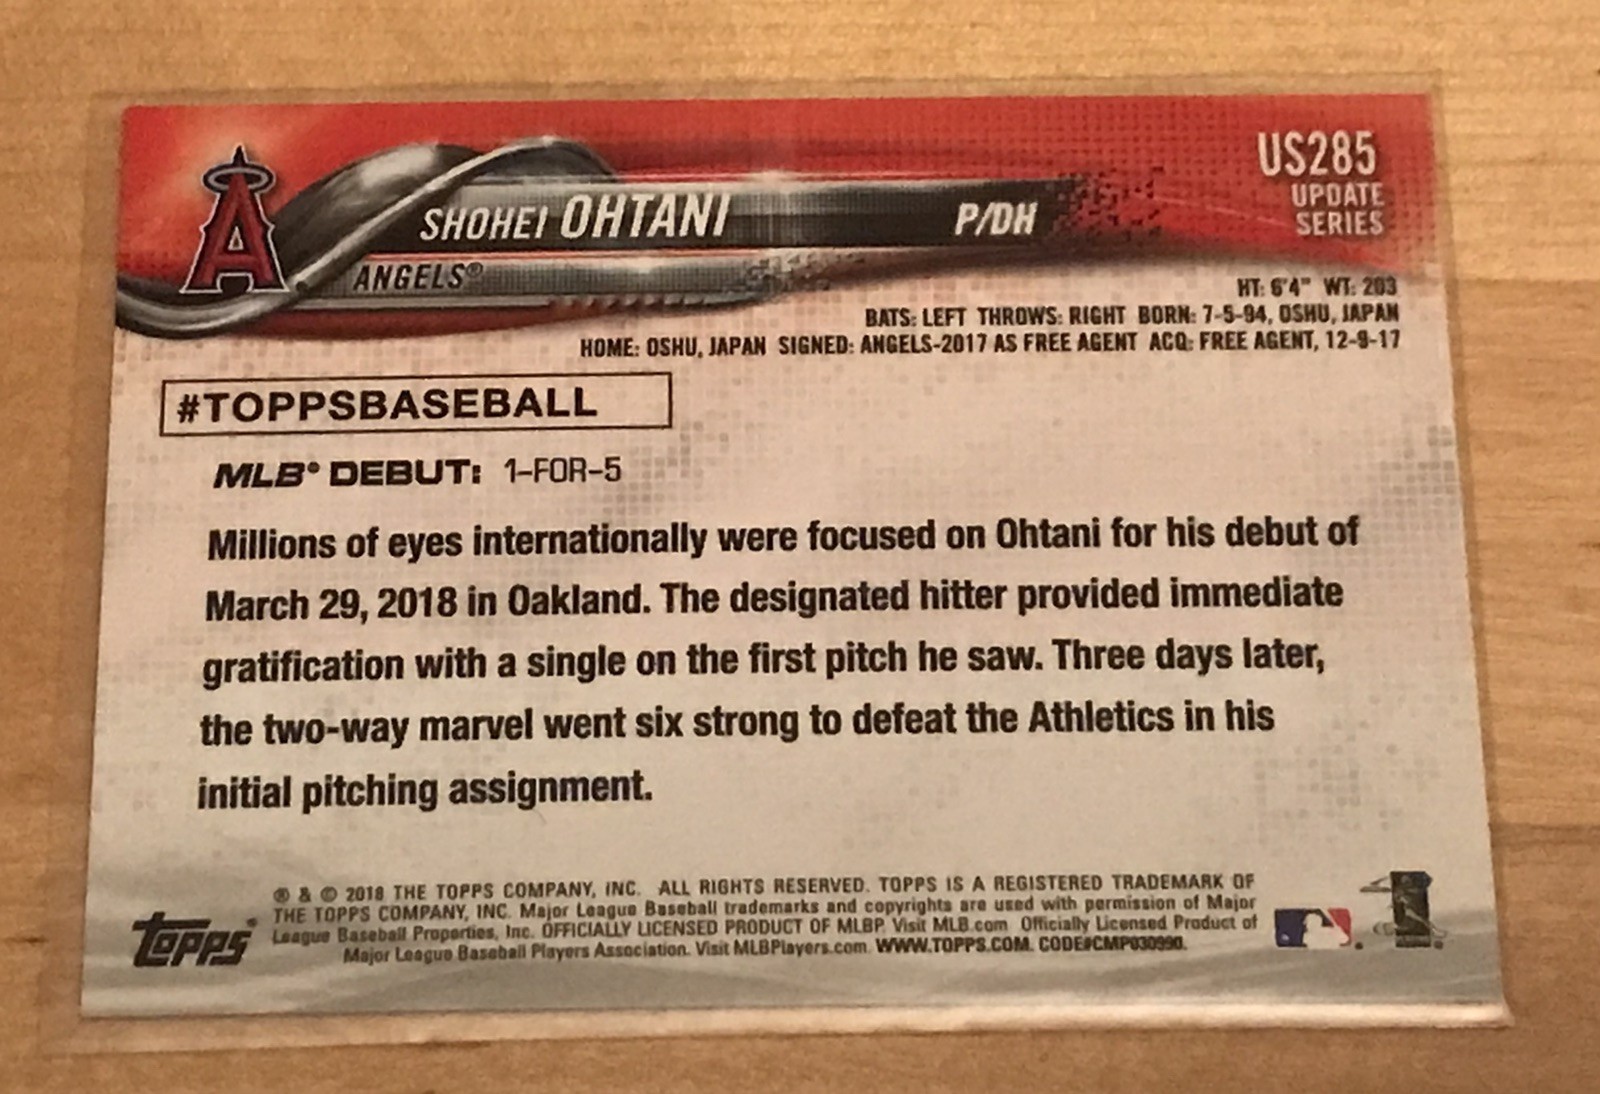 US285
UPDATE
SERIES
SHOHEI OHTANI P/DH
ANGELS®
HT: 6'4" WT: 203
BATS: LEFT THROWS: RIGHT BORN: 7-5-94, OSHU, JAPAN
HOME: OSHU, JAPAN SIGNED: ANGELS-2017 AS FREE AGENT ACQ: FREE AGENT, 12-9-17
#TOPPSBASEBALL
MLB® DEBUT: 1-FOR-5
Millions of eyes internationally were focused on Ohtani for his debut of
March 29, 2018 in Oakland. The designated hitter provided immediate
gratification with a single on the first pitch he saw. Three days later,
the two-way marvel went six strong to defeat the Athletics in his
initial pitching assignment.
® & © 2018 THE TOPPS COMPANY, INC. ALL RIGHTS RESERVED. TOPPS IS A REGISTERED TRADEMARK OF
THE TOPPS COMPANY, INC. Major League Baseball trademarks and copyrights are used with permission of Major
League Baseball Properties, Inc. OFFICIALLY LICENSED PRODUCT OF MLBP. Visit MLB.com Officially Licensed Product of
Major League Baseball Players Association. Visit MLBPlayers.com. WWW.TOPPS.COM. CODE#CMP030990.
Topps®